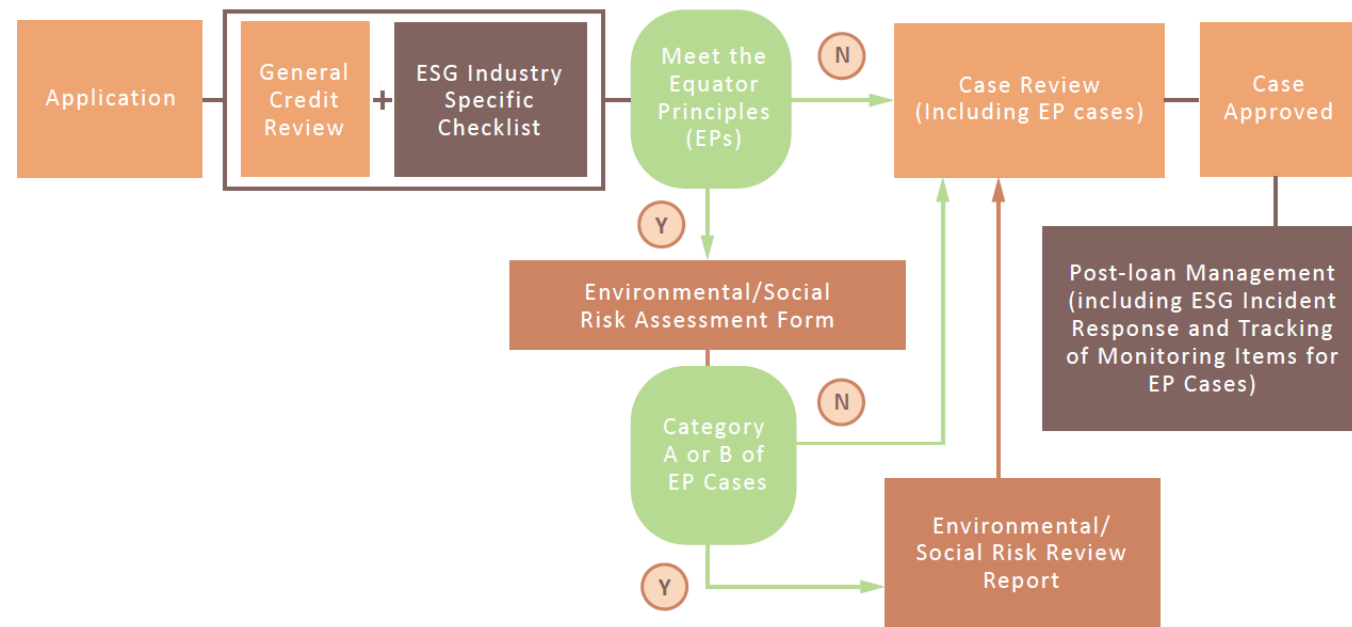 Application
General
Credit
Review
+
ESG Industry
Specific
Checklist
Meet the
Equator
Principles
(EPs)
N
Case Review
(Including EP cases)
Case
Approved
Y
Environmental/Social
Risk Assessment Form
Post-loan Management
(including ESG Incident
Response and Tracking
of Monitoring Items for
EP Cases)
Category
A or B of
EP Cases
N
Y
Environmental/
Social Risk Review
Report